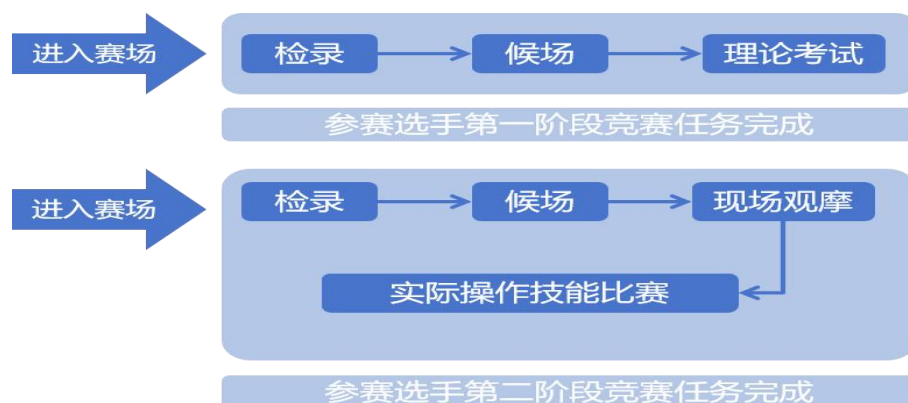 进入赛场 检录 候场 理论考试
参赛选手第一阶段竞赛任务完成
进入赛场 检录 候场 现场观摩
实际操作技能比赛
参赛选手第二阶段竞赛任务完成